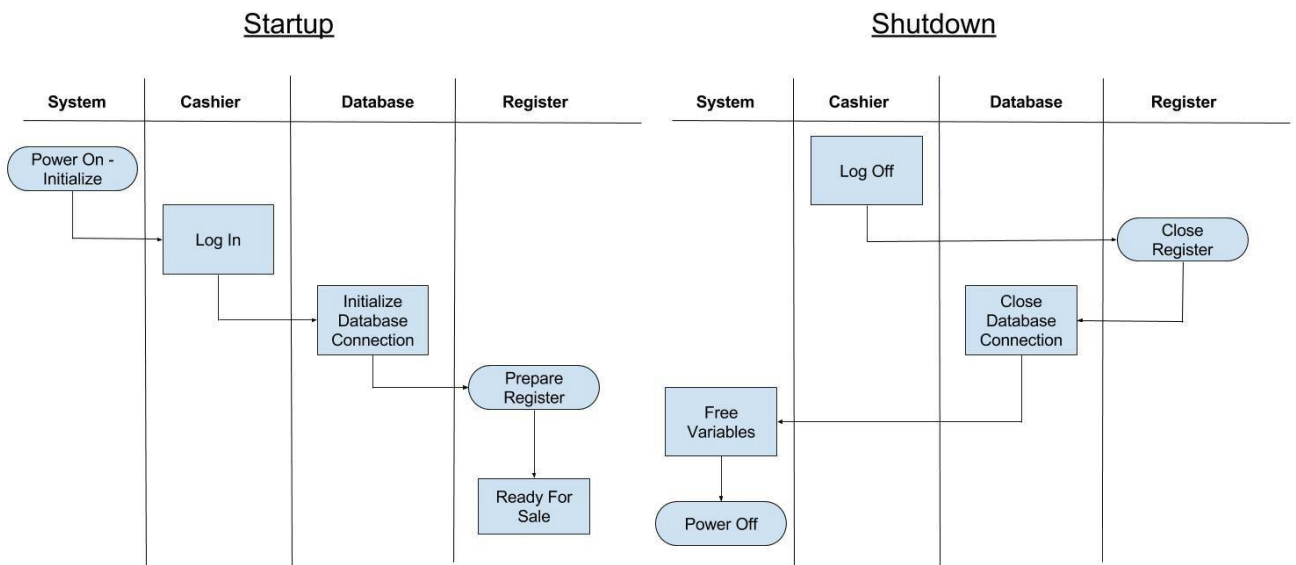 Startup
System
Cashier
Database
Register
Power On -
Initialize
Log In
Initialize
Database
Connection
Prepare
Register
Ready For
Sale
Shutdown
System
Cashier
Database
Register
Log Off
Close
Register
Close
Database
Connection
Free
Variables
Power Off